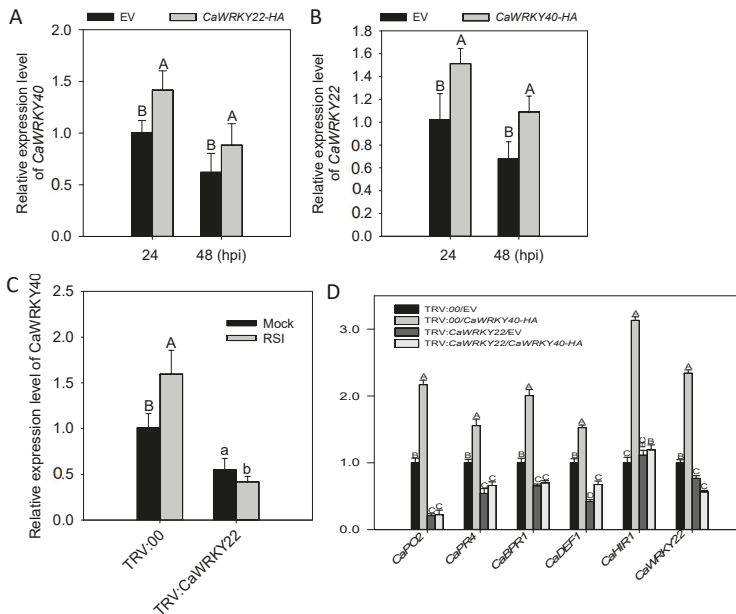 A
EV
CaWRKY22-HA
Relative expression level
of CaWRKY40
2.0
1.5
1.0
0.5
0.0
B
A
B
A
24
48 (hpi)
B
EV
CaWRKY40-HA
Relative expression level
of CaWRKY22
1.8
1.6
1.4
1.2
1.0
0.8
0.6
0.4
0.2
0.0
B
A
B
A
24
48 (hpi)
C
Relative expression level of CaWRKY40
2.5
2.0
1.5
1.0
0.5
0.0
Mock
RSI
B
A
a
b
TRV:00
TRV:CaWRKY22
D
TRV:00/EV
TRV:00/CaWRKY40-HA
TRV:CaWRKY22/EV
TRV:CaWRKY22/CaWRKY40-HA
3.0
2.0
1.0
0.0
B
A
C
C
B
A
C
C
B
A
C
C
B
A
D
C
C
A
B
B
A
C
C
CaPO2
CaPR4
CaBPR1
CaDEF1
CaHIR1
CaWRKY22